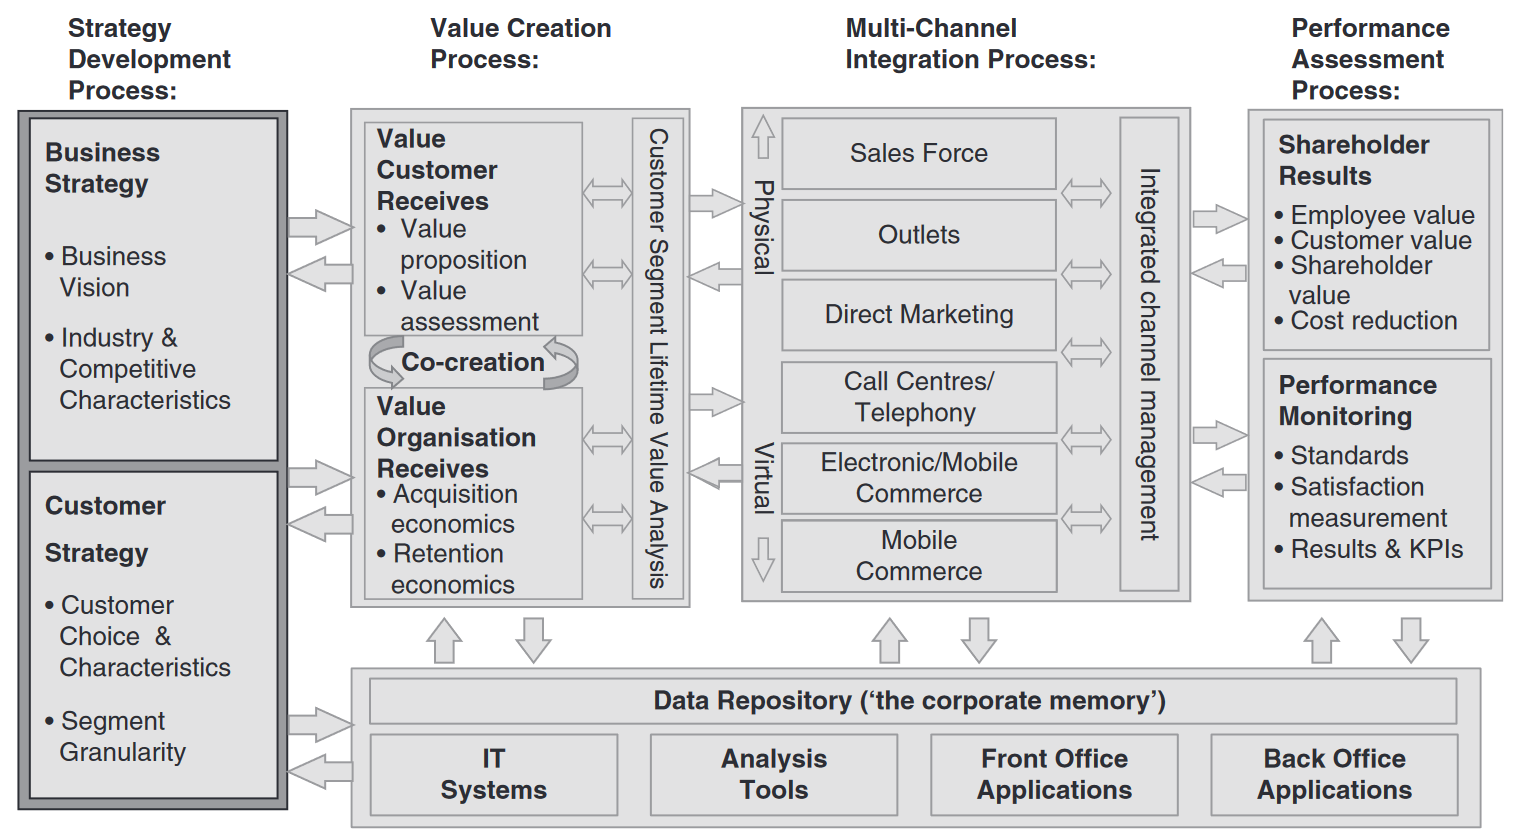 Strategy
Development
Process:
Value Creation
Process:
Multi-Channel
Integration Process:
Performance
Assessment
Process:
Business
Strategy
• Business
Vision
• Industry &
Competitive
Characteristics
Customer
Strategy
• Customer
Choice &
Characteristics
• Segment
Granularity
Value
Customer
Receives
• Value
proposition
• Value
assessment
Co-creation
Value
Organisation
Receives
• Acquisition
economics
• Retention
economics
Customer Segment Lifetime Value Analysis
Physical
Virtual
Sales Force
Outlets
Direct Marketing
Call Centres/
Telephony
Electronic/Mobile
Commerce
Mobile
Commerce
Integrated channel management
Shareholder
Results
• Employee value
• Customer value
• Shareholder
value
• Cost reduction
Performance
Monitoring
• Standards
• Satisfaction
measurement
• Results & KPIs
Data Repository (‘the corporate memory’)
IT
Systems
Analysis
Tools
Front Office
Applications
Back Office
Applications